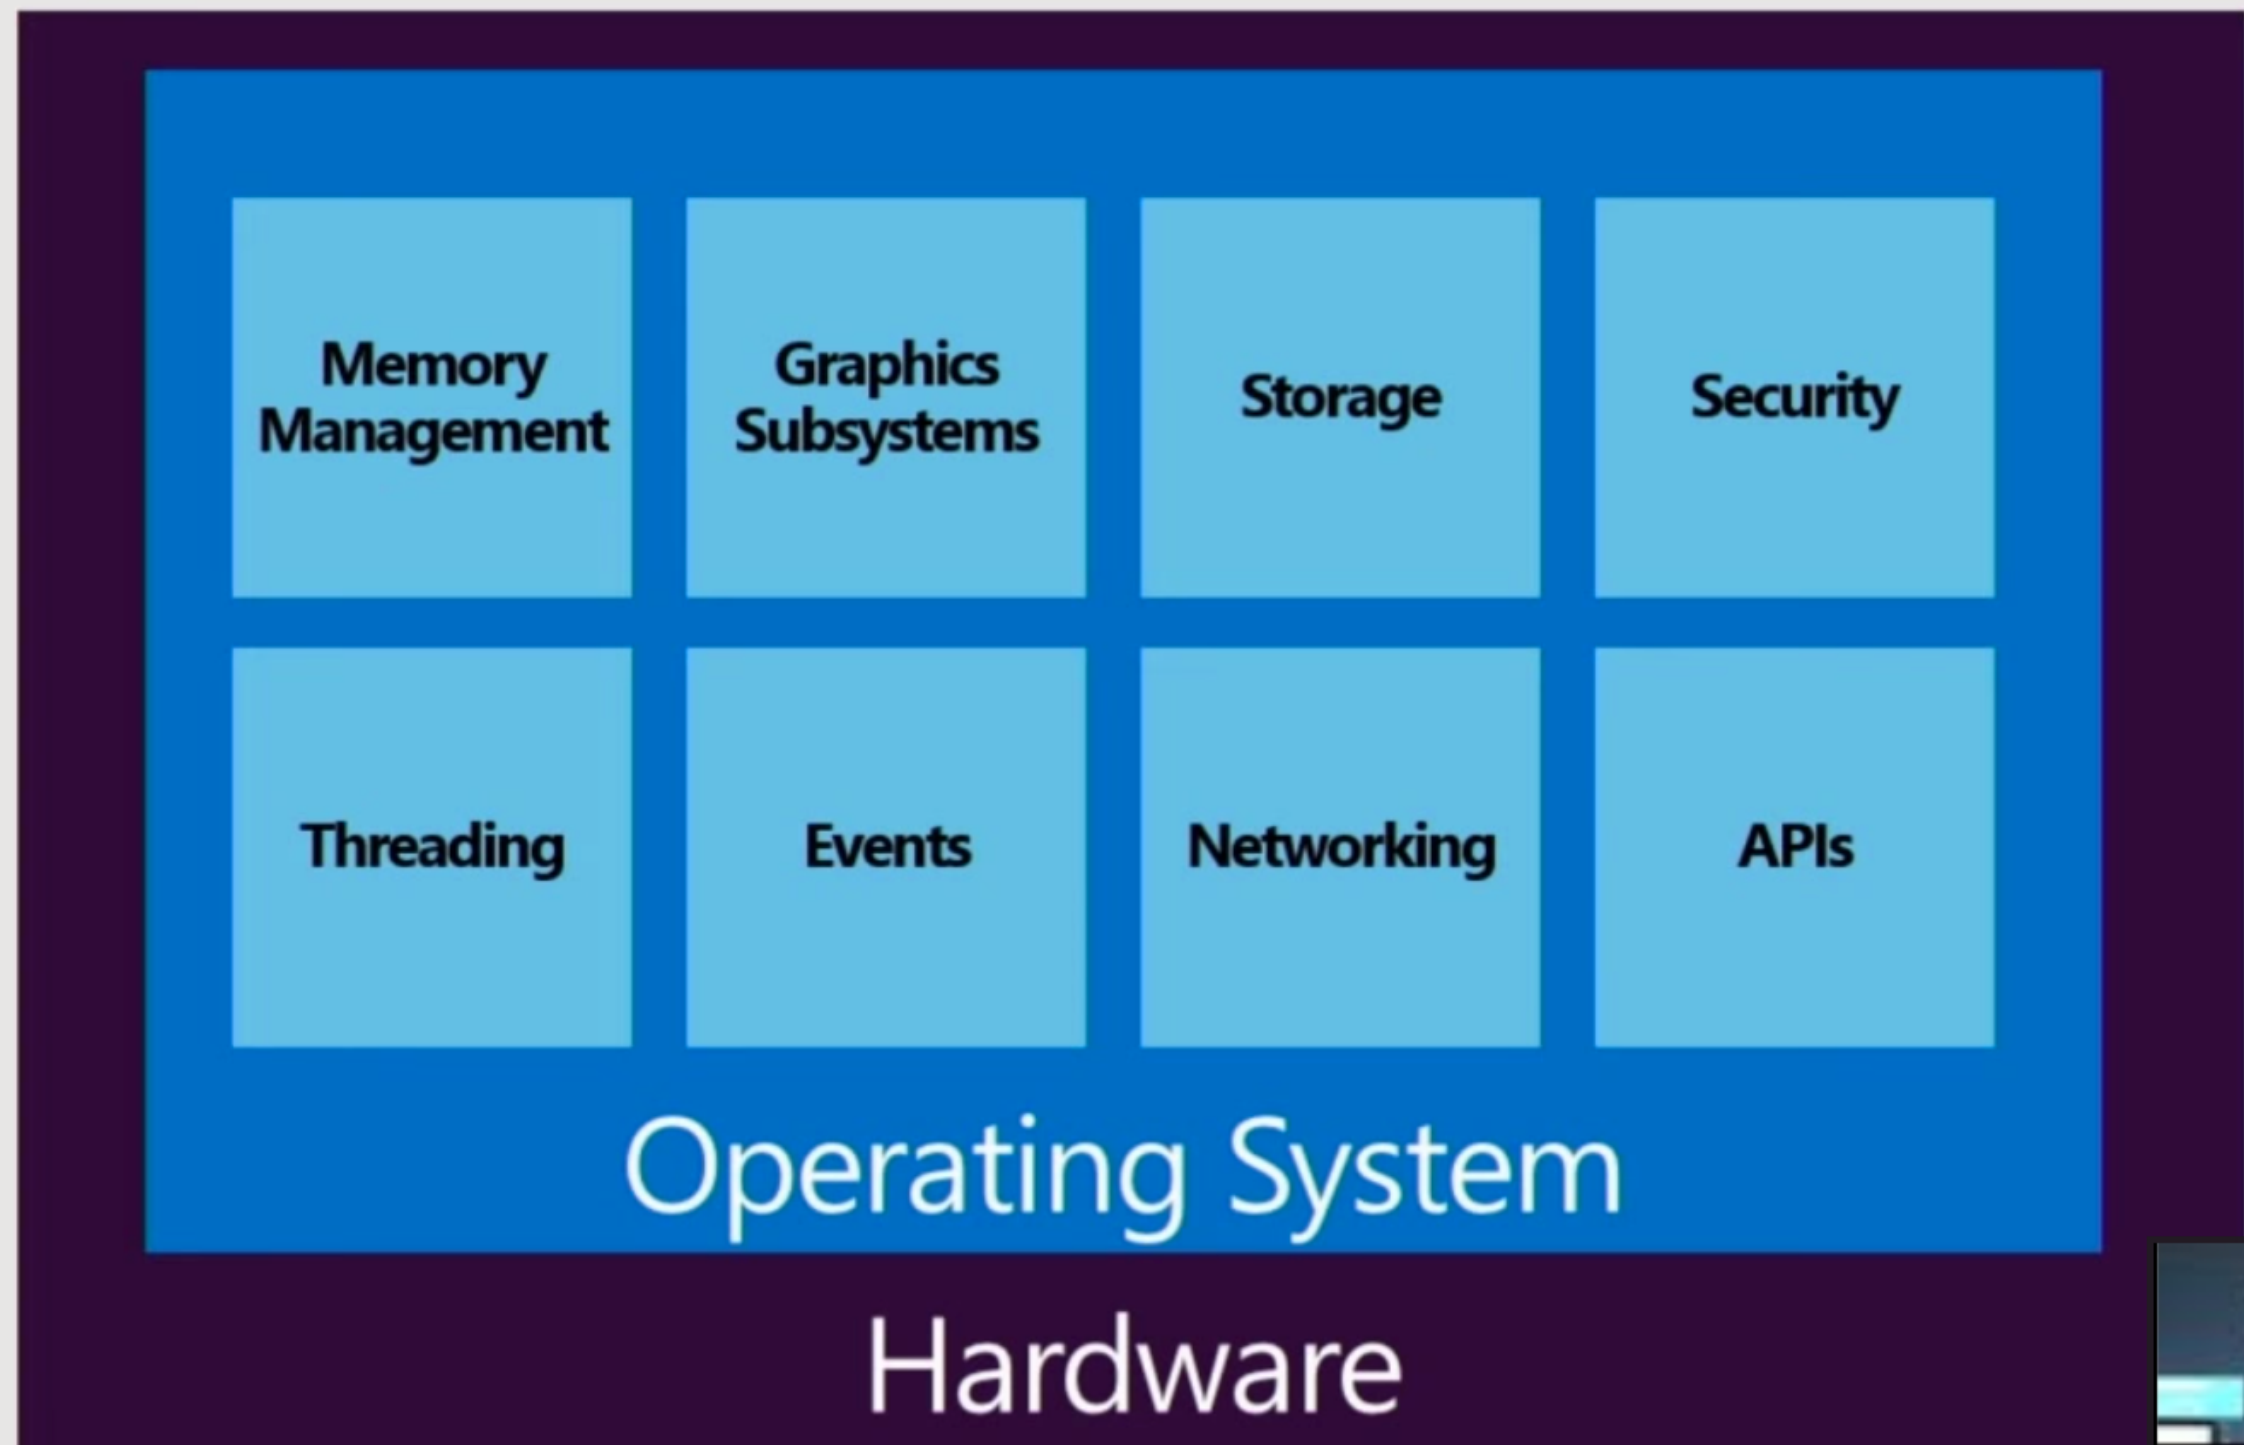 Memory
Management
Graphics
Subsystems
Storage
Security
Threading
Events
Networking
APIs
Operating System
Hardware